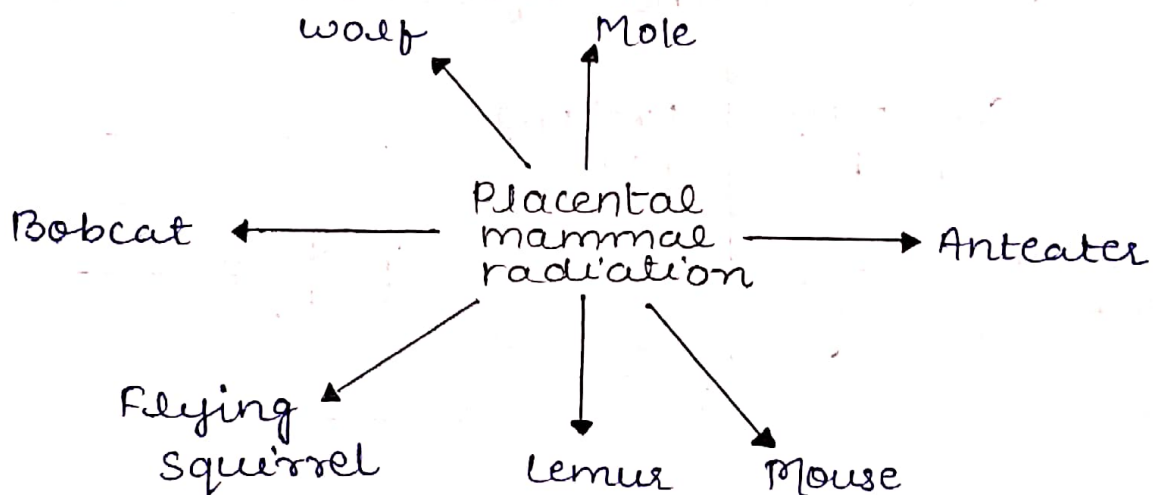 Wolf
Mole
Placental
mammal
radiation
Bobcat
Anteater
Flying
squirrel
Lemur
Mouse